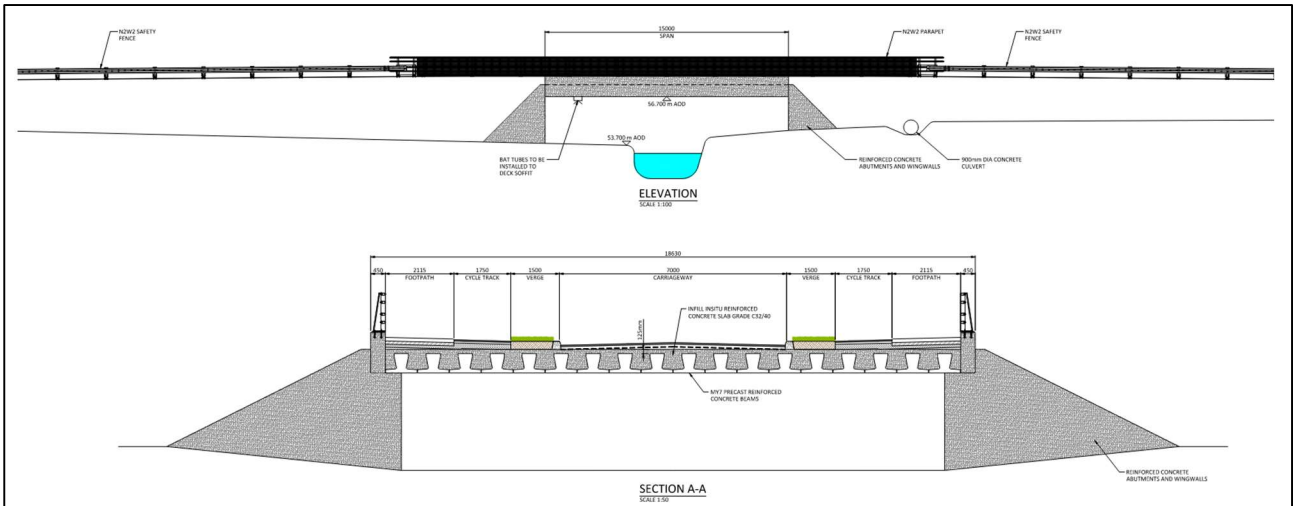 15000
SPAN
N2W2 SAFETY
FENCE
N2W2 PARAPET
N2W2 SAFETY
FENCE
56.700 m AOD
53.700 m AOD
BAT TUBES TO BE
INSTALLED TO
DECK SOFFIT
REINFORCED CONCRETE
ABUTMENTS AND WINGWALLS
900mm DIA CONCRETE
CULVERT
ELEVATION
SCALE 1:100
18630
450
2115
FOOTPATH
1750
CYCLE TRACK
1500
VERGE
7000
CARRIAGEWAY
1500
VERGE
1750
CYCLE TRACK
2115
FOOTPATH
450
125mm
INFILL INSITU REINFORCED
CONCRETE SLAB GRADE C32/40
MY7 PRECAST REINFORCED
CONCRETE BEAMS
REINFORCED CONCRETE
ABUTMENTS AND WINGWALLS
SECTION A-A
SCALE 1:50